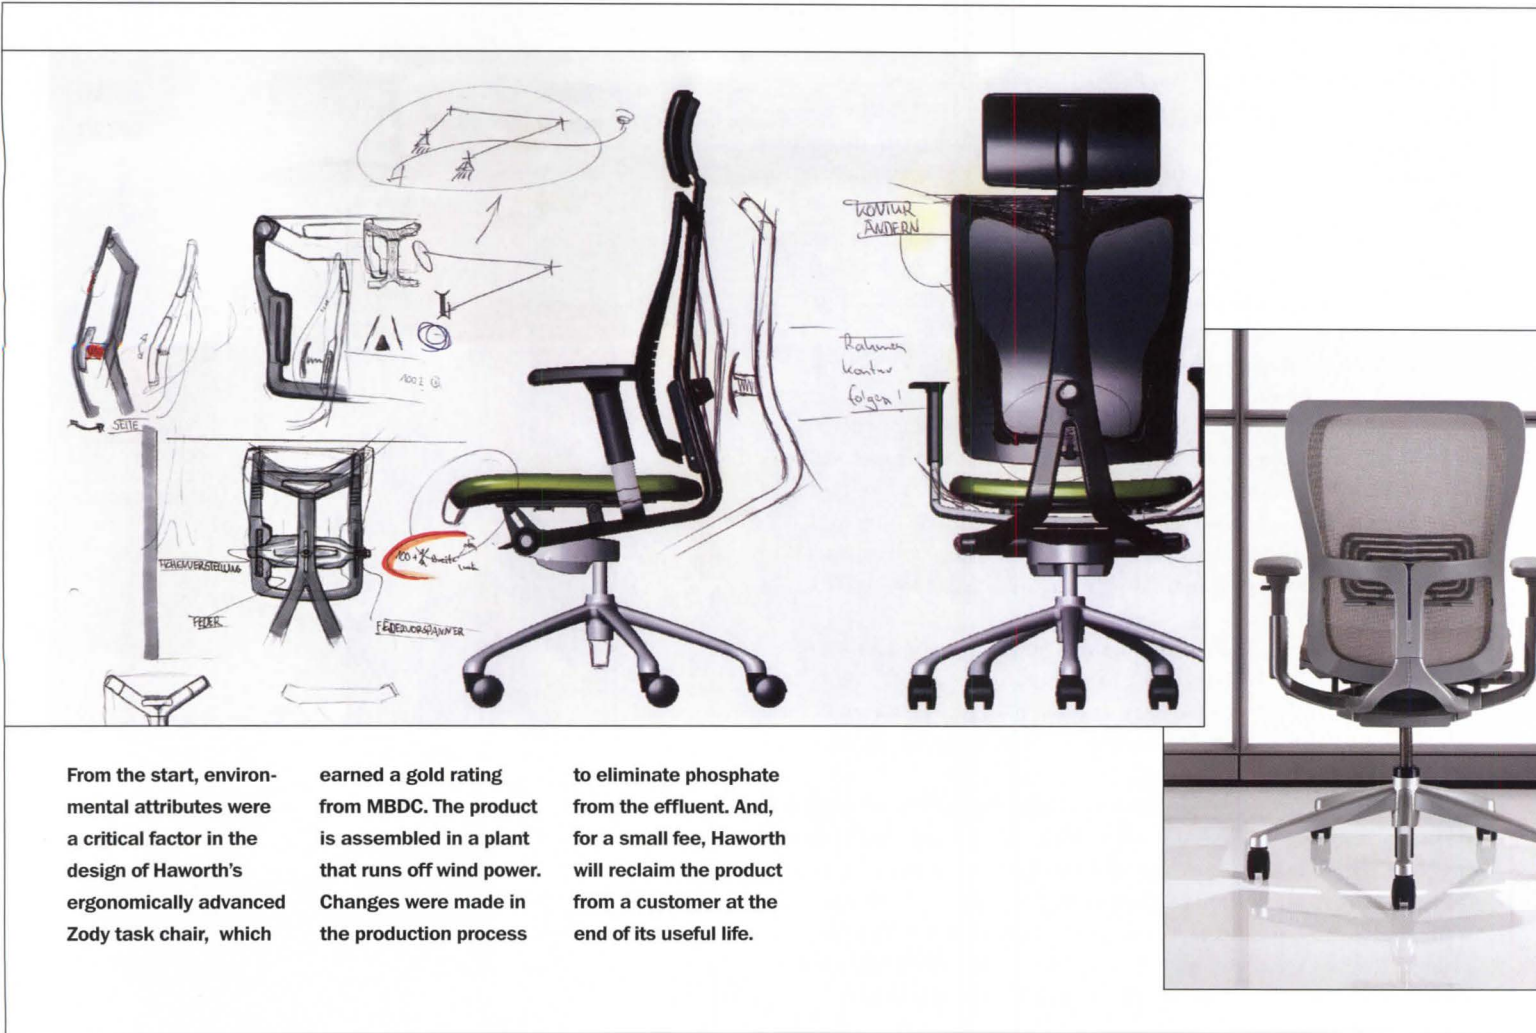 KONTUR
ÄNDERN
Rahmen
kontur
folgen!
SEITE
HÖHENVERSTELLUNG
FEDER
FEDERVORSPANNER
From the start, environ-
mental attributes were
a critical factor in the
design of Haworth's
ergonomically advanced
Zody task chair, which
earned a gold rating
from MBDC. The product
is assembled in a plant
that runs off wind power.
Changes were made in
the production process
to eliminate phosphate
from the effluent. And,
for a small fee, Haworth
will reclaim the product
from a customer at the
end of its useful life.